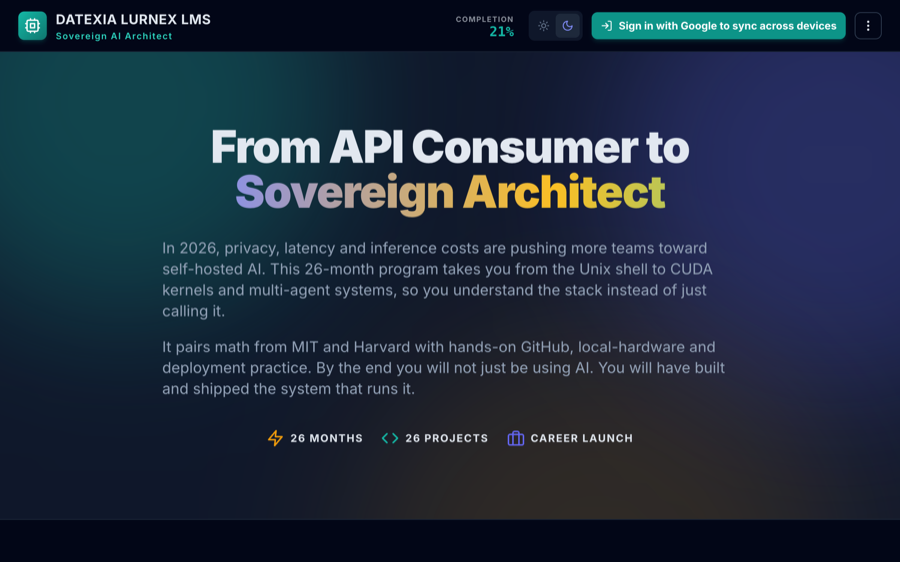 DATEXIA LURNEX LMS
Sovereign AI Architect
COMPLETION
21%
Sign in with Google to sync across devices
From API Consumer to
Sovereign Architect
In 2026, privacy, latency and inference costs are pushing more teams toward
self-hosted AI. This 26-month program takes you from the Unix shell to CUDA
kernels and multi-agent systems, so you understand the stack instead of just
calling it.
It pairs math from MIT and Harvard with hands-on GitHub, local-hardware and
deployment practice. By the end you will not just be using AI. You will have built
and shipped the system that runs it.
26 MONTHS
26 PROJECTS
CAREER LAUNCH